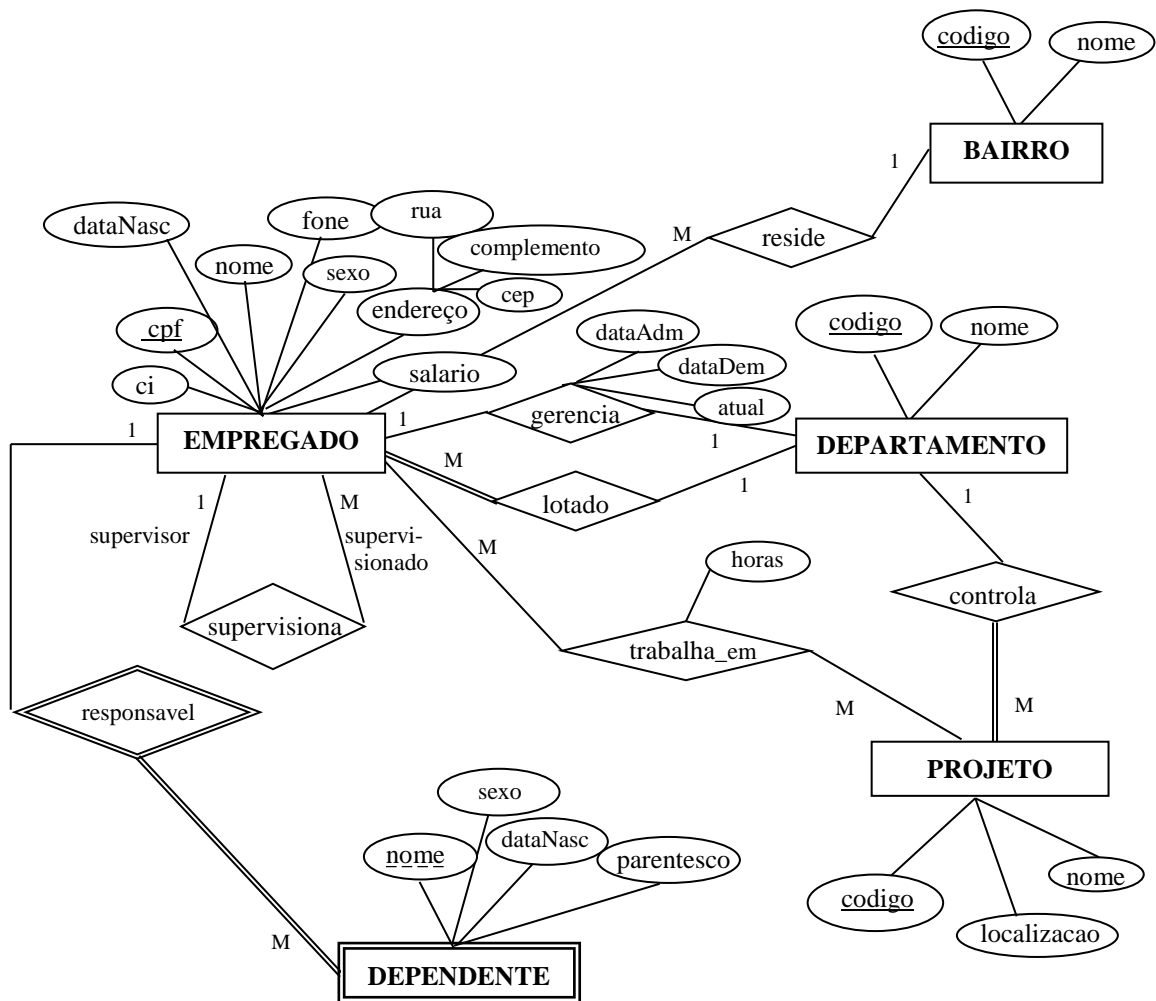 codigo
nome
BAIRRO
1
dataNasc
fone
rua
M
reside
nome
sexo
complemento
cep
endereço
cpf
ci
salario
dataAdm
dataDem
atual
codigo
nome
1
EMPREGADO
1
gerencia
1
DEPARTAMENTO
M
lotado
1
1
M
supervisor
supervi-
sionado
supervisiona
M
horas
trabalha_em
M
1
controla
M
responsavel
PROJETO
codigo
localizacao
nome
sexo
nome
dataNasc
parentesco
M
DEPENDENTE